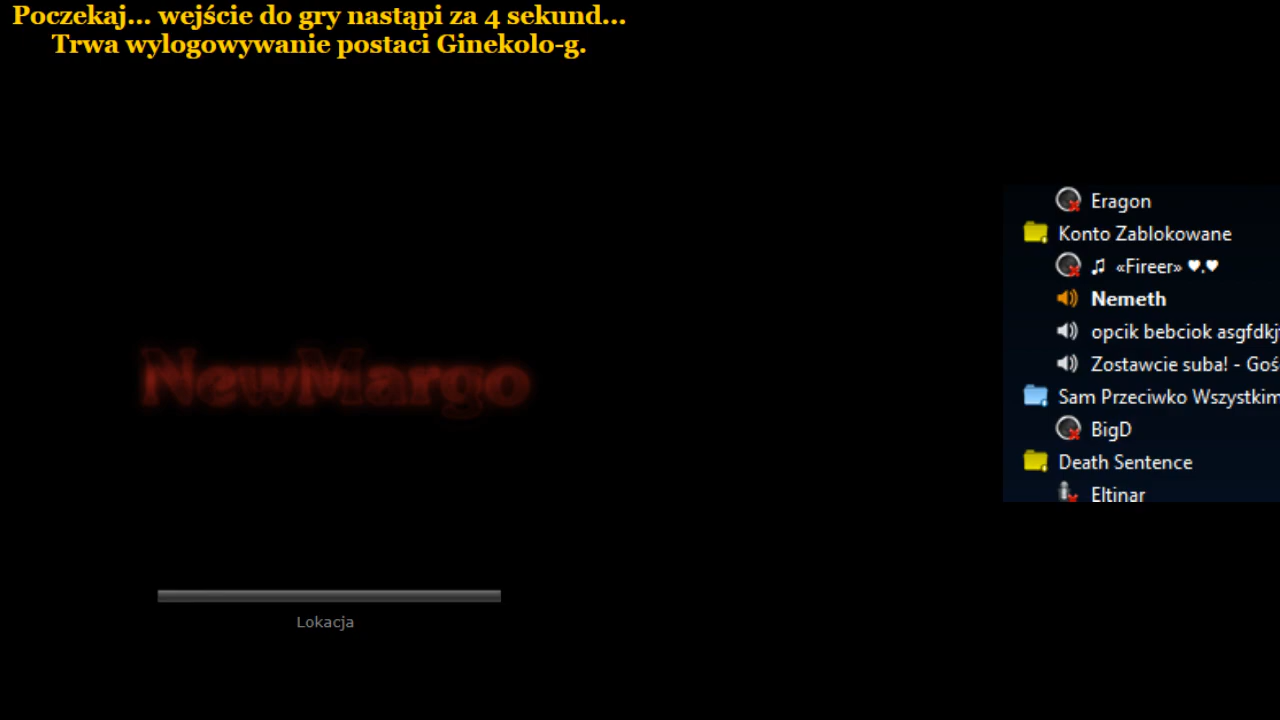 Poczekaj... wejście do gry nastąpi za 4 sekund...
Trwa wylogowywanie postaci Ginekolo-g.
NewMargo
Lokacja
Eragon
Konto Zablokowane
♫ «Fireer» ♥.♥
Nemeth
opcik bebciok asgfdkj
Zostawcie suba! - Goś
Sam Przeciwko Wszystkim
BigD
Death Sentence
Eltinar